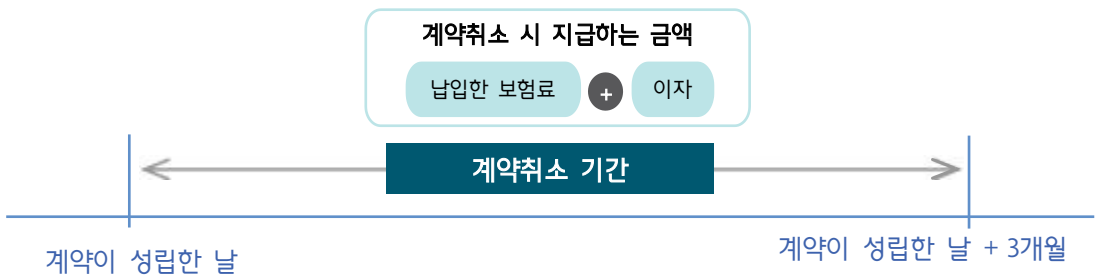 계약취소 시 지급하는 금액
납입한 보험료 + 이자
계약취소 기간
계약이 성립한 날
계약이 성립한 날 + 3개월